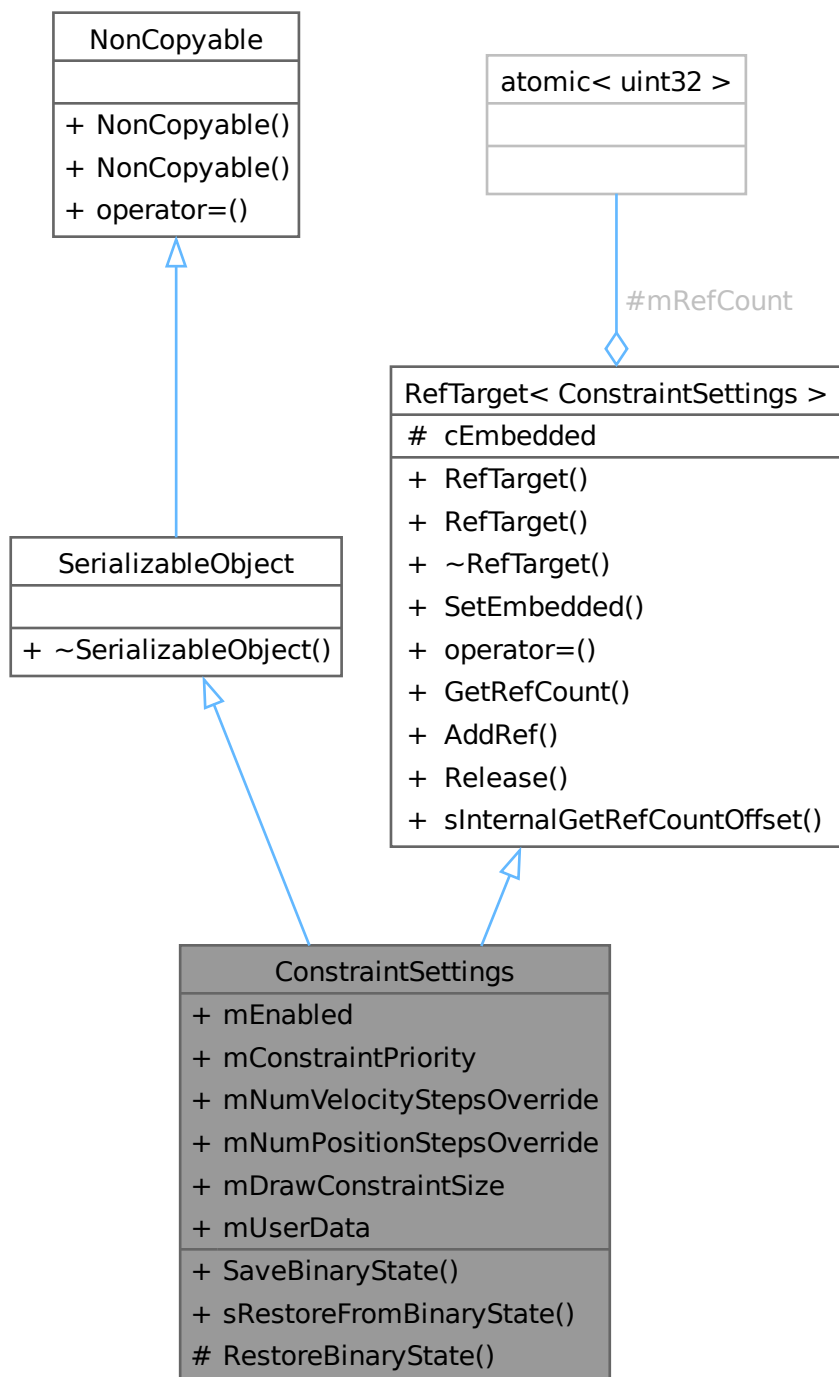 NonCopyable
+ NonCopyable()
+ NonCopyable()
+ operator=()
atomic< uint32 >
#mRefCount
RefTarget< ConstraintSettings >
# cEmbedded
+ RefTarget()
+ RefTarget()
+ ~RefTarget()
+ SetEmbedded()
+ operator=()
+ GetRefCount()
+ AddRef()
+ Release()
+ sInternalGetRefCountOffset()
SerializableObject
+ ~SerializableObject()
ConstraintSettings
+ mEnabled
+ mConstraintPriority
+ mNumVelocityStepsOverride
+ mNumPositionStepsOverride
+ mDrawConstraintSize
+ mUserData
+ SaveBinaryState()
+ sRestoreFromBinaryState()
# RestoreBinaryState()